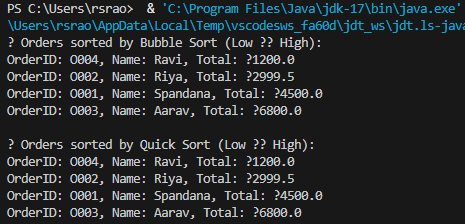 PS C:\Users\rsrao>  & 'C:\Program Files\Java\jdk-17\bin\java.exe'
\Users\rsrao\AppData\Local\Temp\vscodesws_fa60d\jdt_ws\jdt.ls-java
? Orders sorted by Bubble Sort (Low ?? High):
OrderID: O004, Name: Ravi, Total: ?1200.0
OrderID: O002, Name: Riya, Total: ?2999.5
OrderID: O001, Name: Spandana, Total: ?4500.0
OrderID: O003, Name: Aarav, Total: ?6800.0
? Orders sorted by Quick Sort (Low ?? High):
OrderID: O004, Name: Ravi, Total: ?1200.0
OrderID: O002, Name: Riya, Total: ?2999.5
OrderID: O001, Name: Spandana, Total: ?4500.0
OrderID: O003, Name: Aarav, Total: ?6800.0